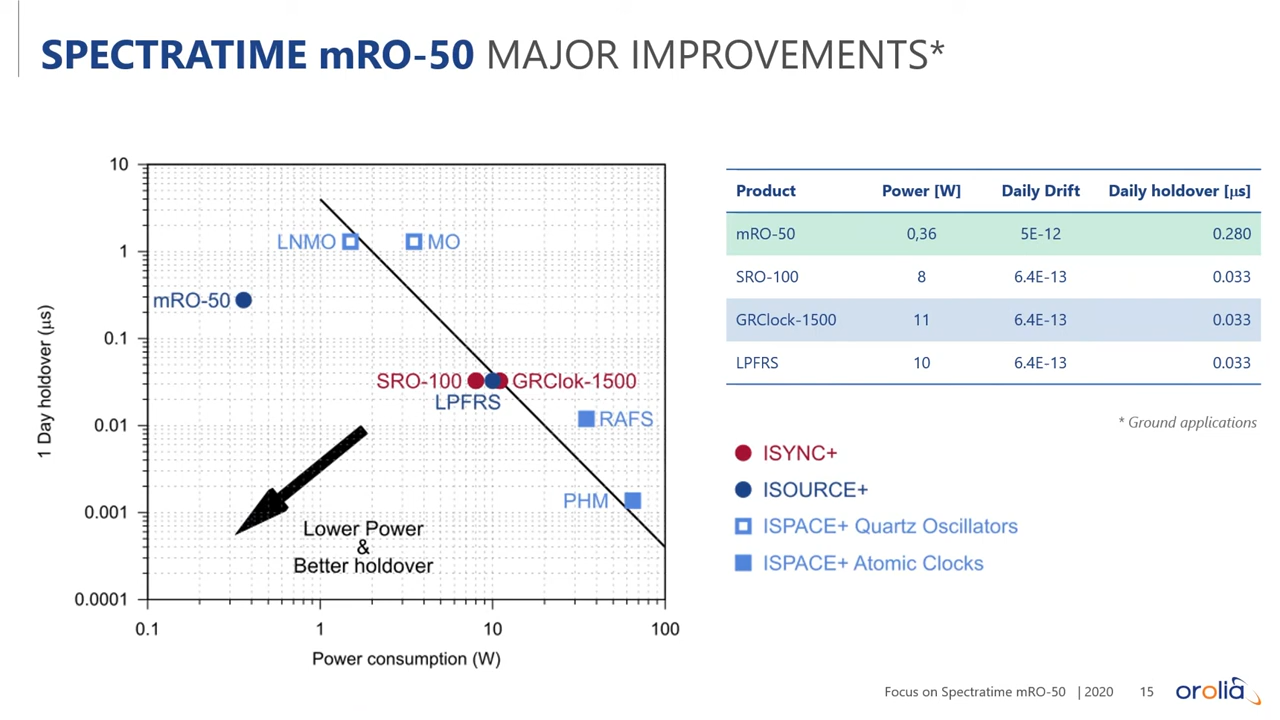 SPECTRATIME mRO-50 MAJOR IMPROVEMENTS*
10
1
0.1
0.01
0.001
0.0001
0.1
1
10
100
1 Day holdover (μs)
Power consumption (W)
LNMO
MO
mRO-50
SRO-100
GRClok-1500
LPFRS
RAFS
PHM
Lower Power
&
Better holdover
Product Power [W] Daily Drift Daily holdover [μs]
mRO-50 0,36 5E-12 0.280
SRO-100 8 6.4E-13 0.033
GRClock-1500 11 6.4E-13 0.033
LPFRS 10 6.4E-13 0.033
* Ground applications
ISYNC+
ISOURCE+
ISPACE+ Quartz Oscillators
ISPACE+ Atomic Clocks
Focus on Spectratime mRO-50 | 2020 15
orolia